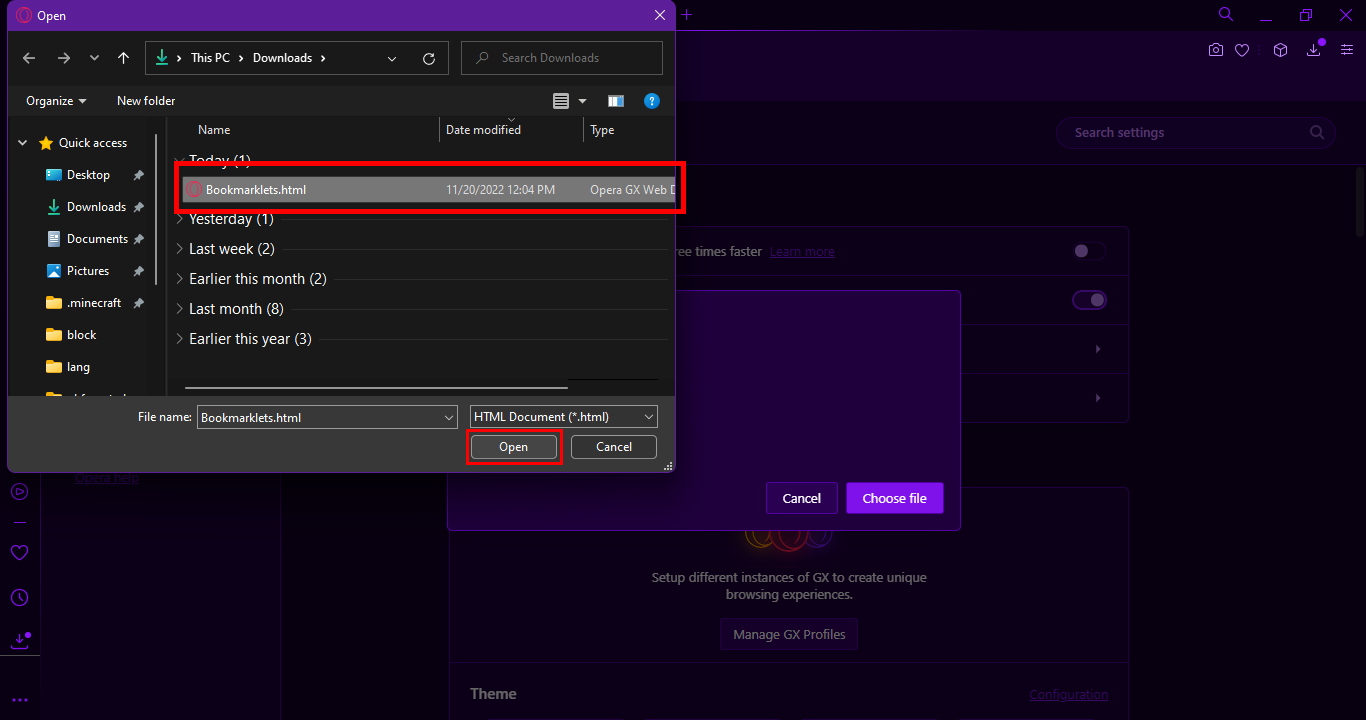 Open
This PC
Downloads
Search Downloads
Organize
New folder
Name
Date modified
Type
Quick access
Desktop
Downloads
Documents
Pictures
.minecraft
block
lang
Today (1)
Bookmarklets.html 11/20/2022 12:04 PM Opera GX Web D
Yesterday (1)
Last week (2)
Earlier this month (2)
Last month (8)
Earlier this year (3)
File name: Bookmarklets.html
HTML Document (*.html)
Open
Cancel
Search settings
ree times faster Learn more
Cancel
Choose file
Opera help
Setup different instances of GX to create unique
browsing experiences.
Manage GX Profiles
Theme
Configuration